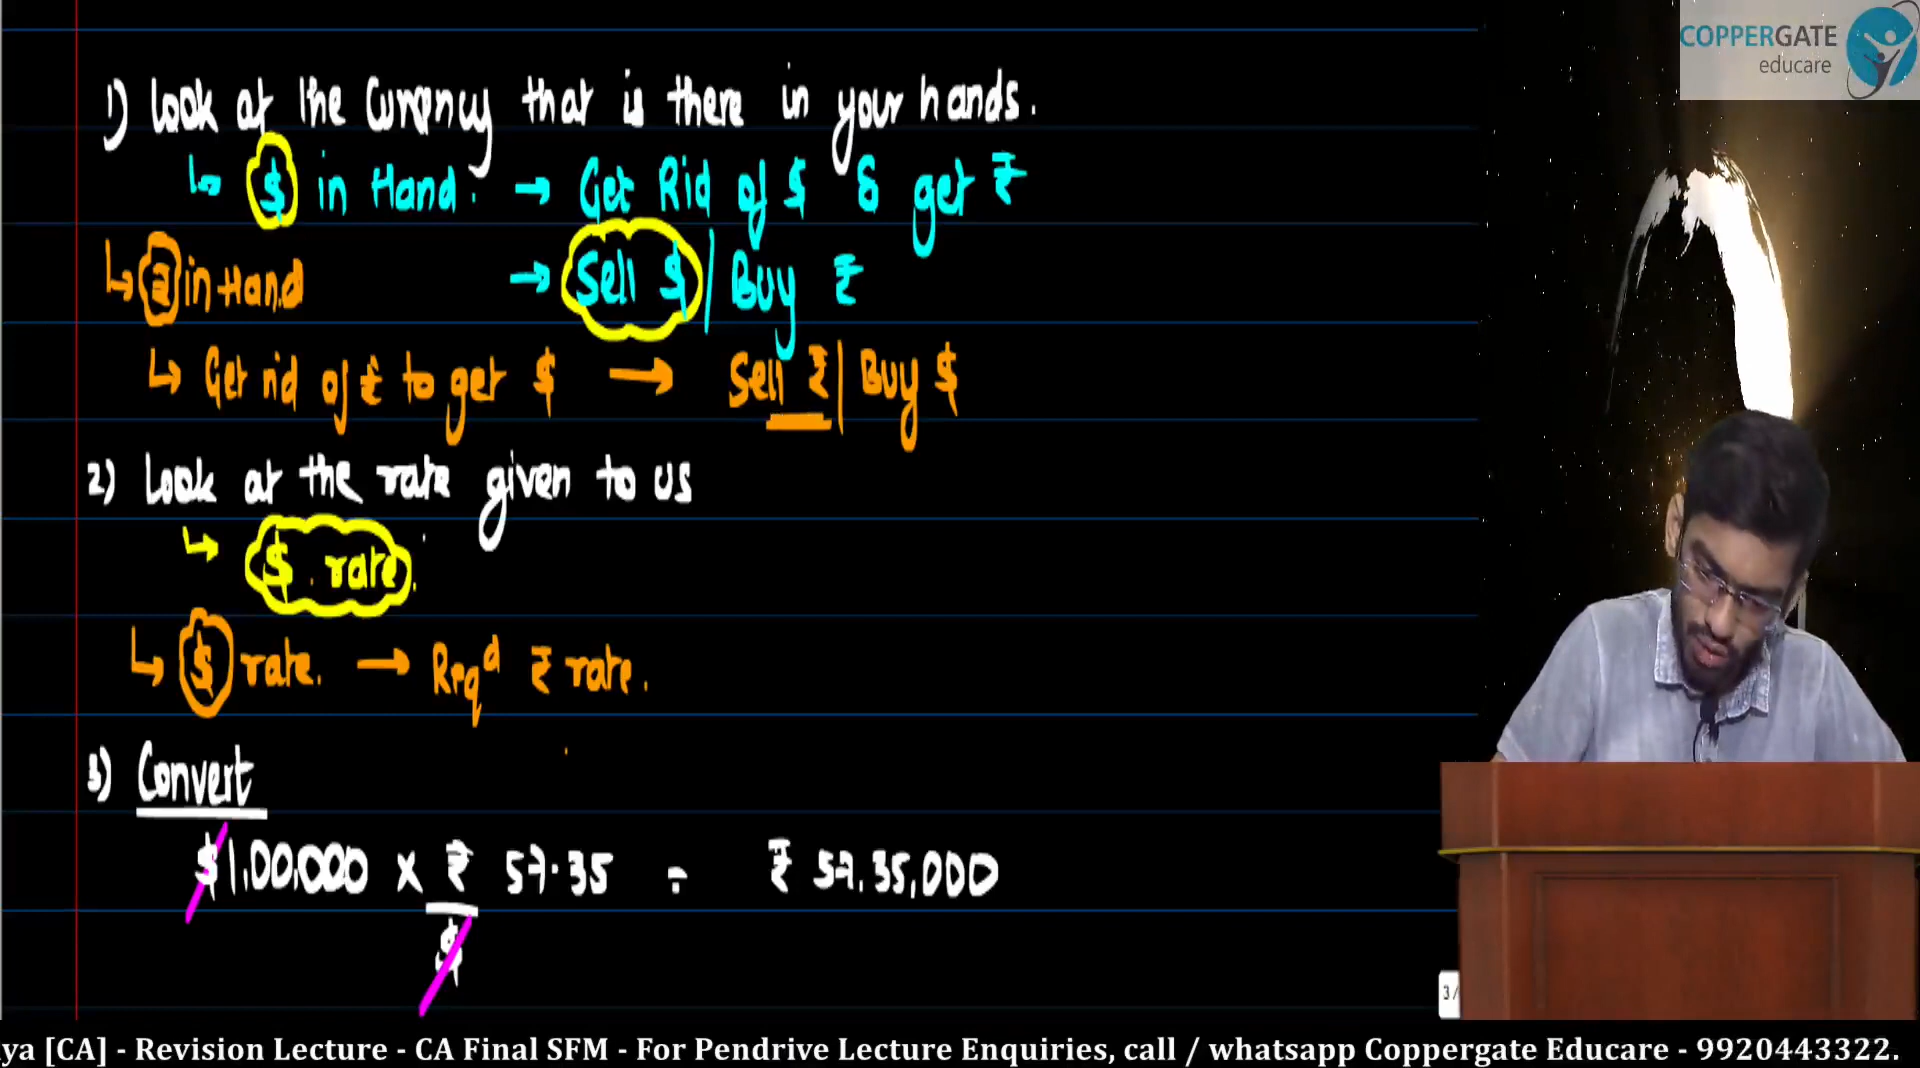 COPPERGATE
educare
1) Look at the Currency that is there in your hands.
↳ $ in Hand. → Get Rid of $ & get ₹
→ Sell $ | Buy ₹
↳ ₹ in Hand
↳ Get rid of ₹ to get $ → Sell ₹ | Buy $
2) Look at the rate given to us
↳ $ rate.
↳ $ rate. → Reqd ₹ rate.
3) Convert
$1,00,000 × ₹ 57.35 = ₹ 57,35,000
$
3/
ya [CA] - Revision Lecture - CA Final SFM - For Pendrive Lecture Enquiries, call / whatsapp Coppergate Educare - 9920443322.